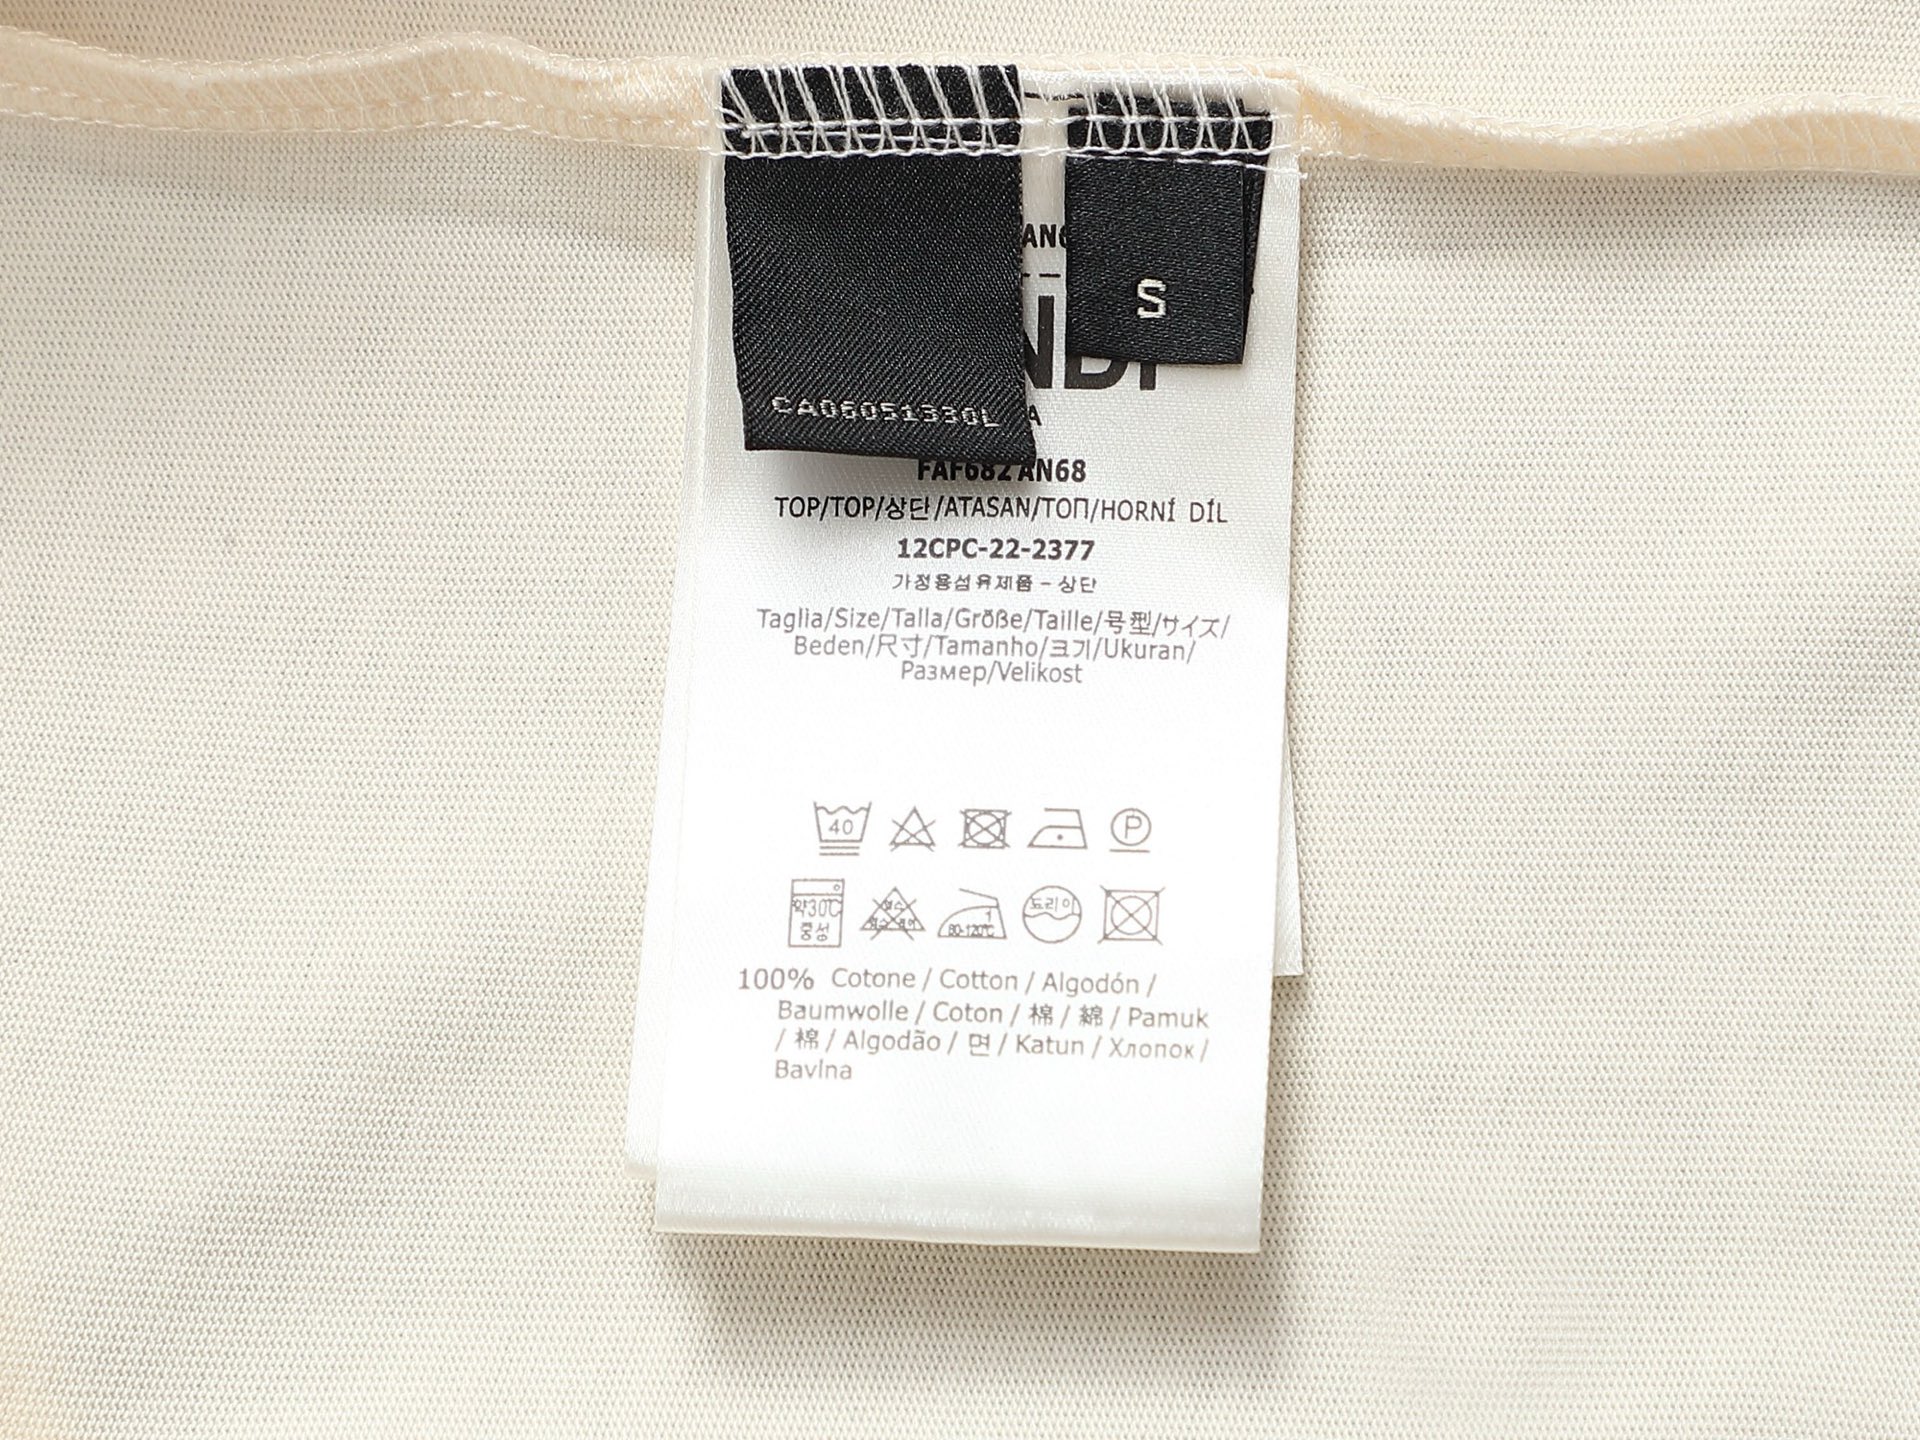 S
CA06051330L
FAF682 AN68
TOP/TOP/상단/ATASAN/ТОП/HORNÍ DÍL
12CPC-22-2377
가정용섬유제품 - 상단
Taglia/Size/Talla/Größe/Taille/号型/サイズ/
Beden/尺寸/Tamanho/크기/Ukuran/
Размер/Velikost
40 P
약30℃ 중성 80-120℃ 1 드라이
100% Cotone / Cotton / Algodón /
Baumwolle / Coton / 棉 / 綿 / Pamuk
/ 棉 / Algodão / 면 / Katun / Хлопок /
Bavlna